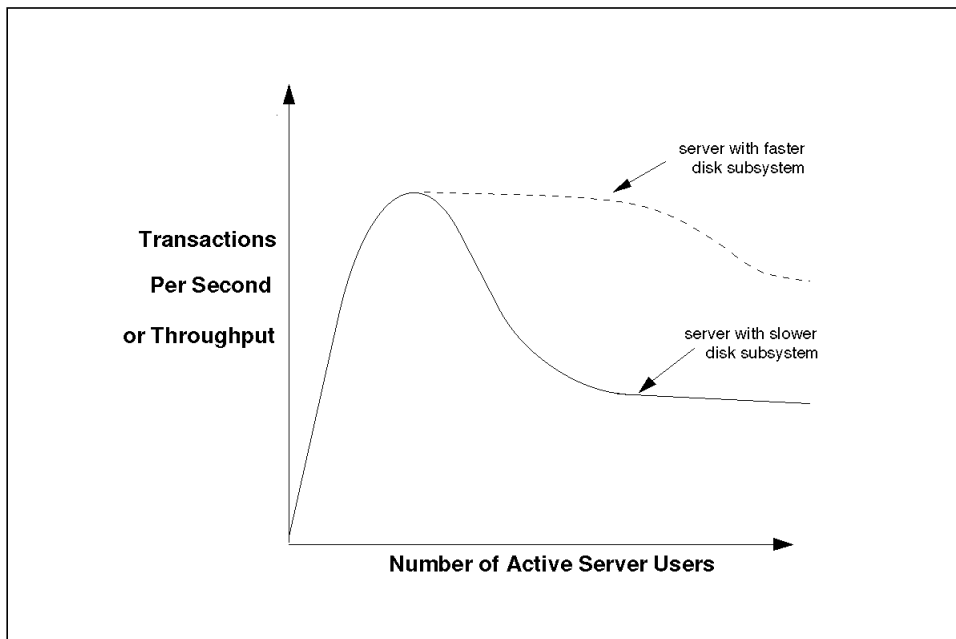 server with faster
disk subsystem
Transactions
Per Second
or Throughput
server with slower
disk subsystem
Number of Active Server Users